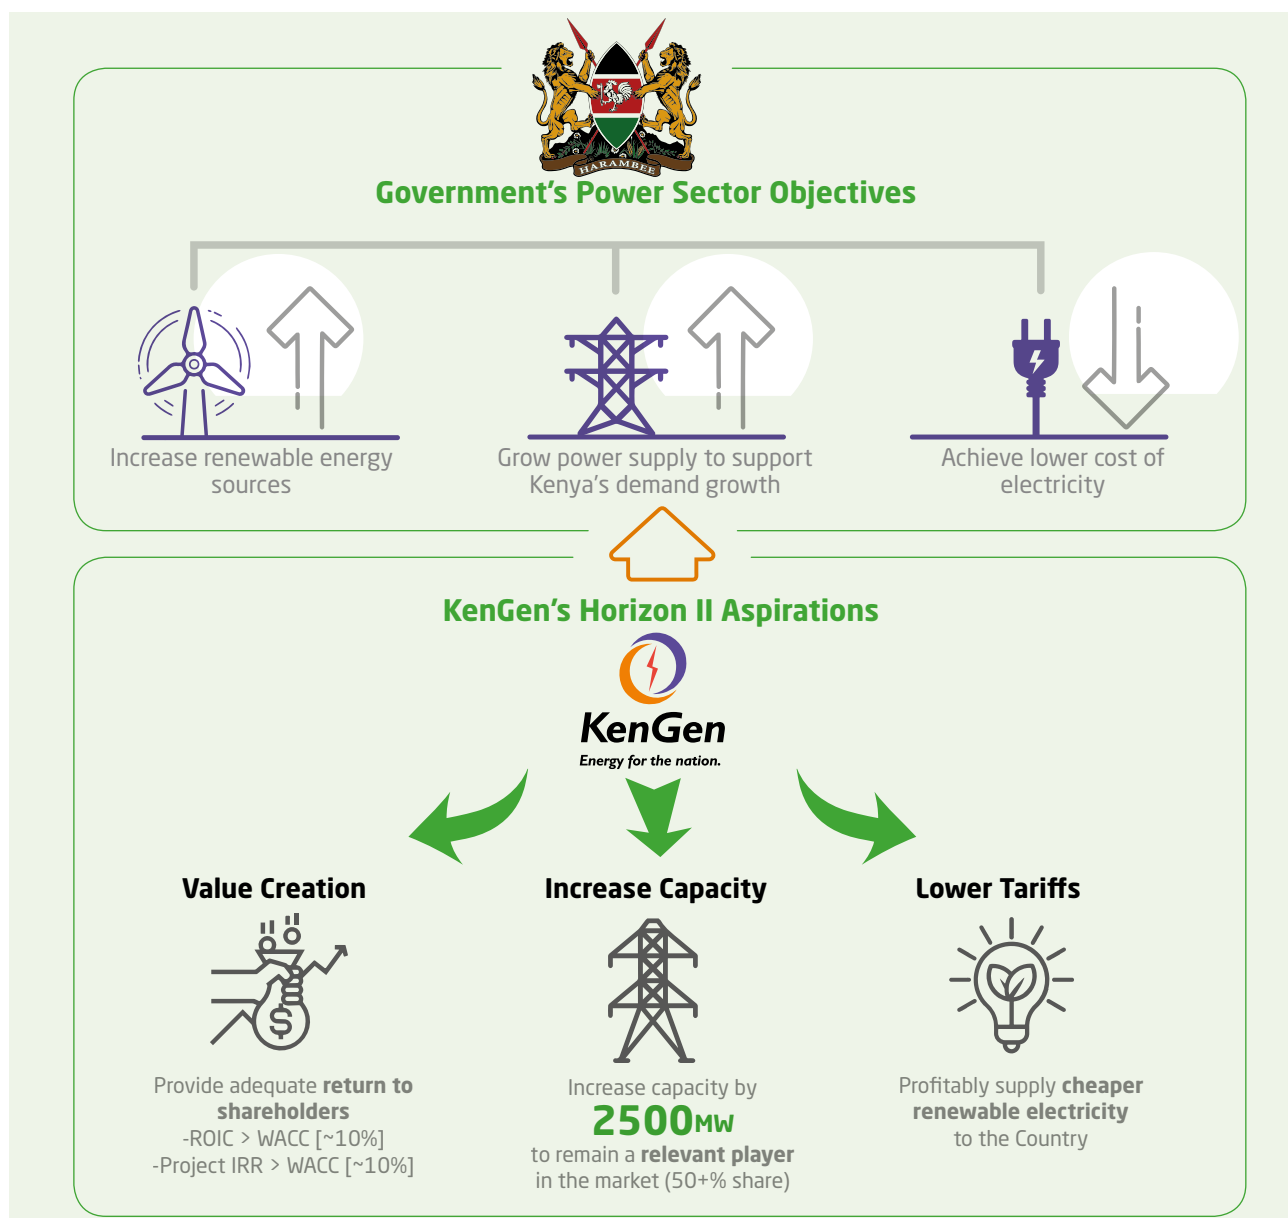 HARAMBEE
Government's Power Sector Objectives
Increase renewable energy
sources
Grow power supply to support
Kenya's demand growth
Achieve lower cost of
electricity
KenGen's Horizon II Aspirations
KenGen
Energy for the nation.
Value Creation
$
Provide adequate return to
shareholders
-ROIC > WACC [~10%]
-Project IRR > WACC [~10%]
Increase Capacity
Increase capacity by
2500MW
to remain a relevant player
in the market (50+% share)
Lower Tariffs
Profitably supply cheaper
renewable electricity
to the Country